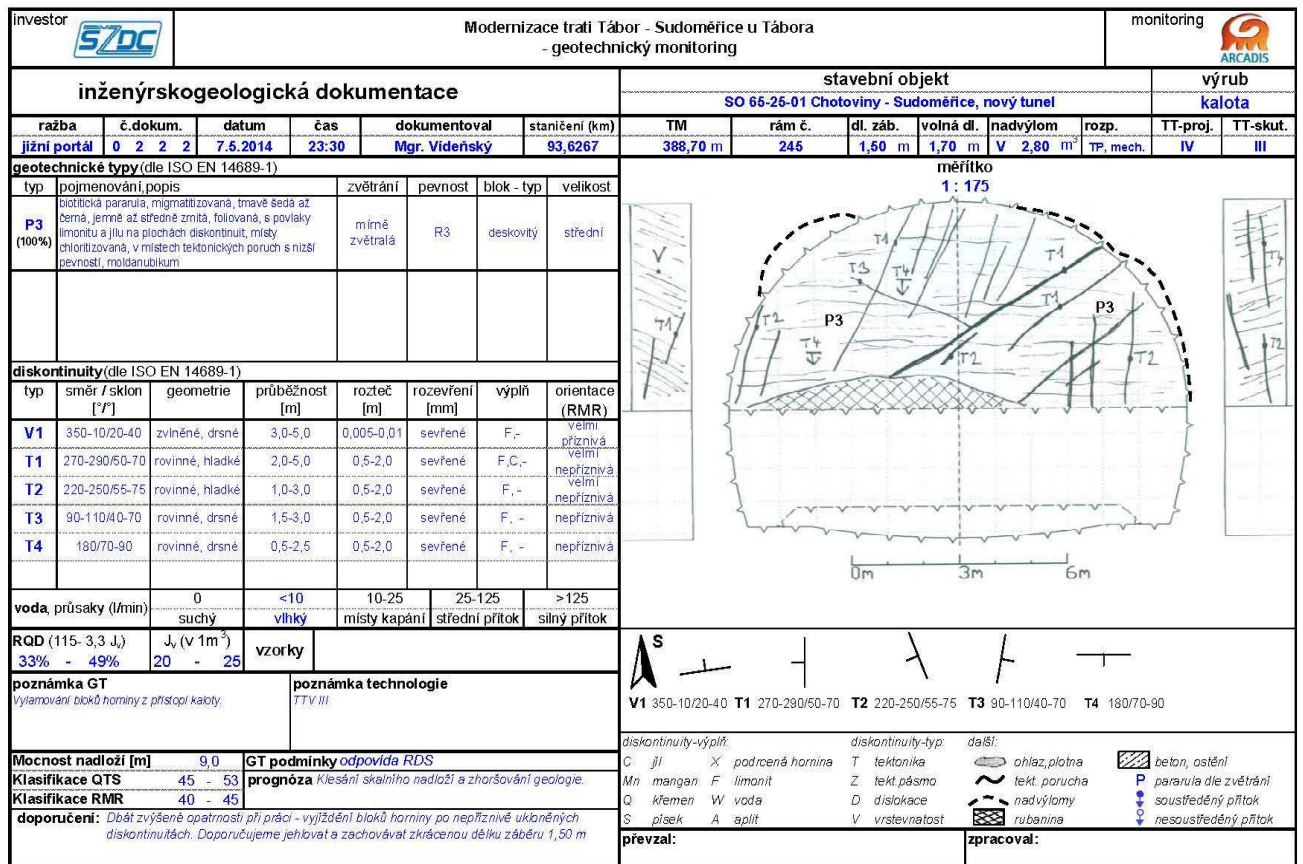 investor
SŽDC
Modernizace trati Tábor - Sudoměřice u Tábora
- geotechnický monitoring
monitoring
ARCADIS
inženýrskogeologická dokumentace
stavební objekt
SO 65-25-01 Chotoviny - Sudoměřice, nový tunel
výrub
kalota
ražba č.dokum. datum čas dokumentoval staničení (km)
jižní portál 0 2 2 2 7.5.2014 23:30 Mgr. Vídeňský 93,6267
TM rám č. dl. záb. volná dl. nadvýlom rozp. TT-proj. TT-skut.
388,70 m 245 1,50 m 1,70 m V 2,80 m³ TP, mech. IV III
geotechnické typy (dle ISO EN 14689-1)
typ pojmenování,popis zvětrání pevnost blok - typ velikost
P3
(100%)
biotitická pararula, migmatitizovaná, tmavě šedá až
černá, jemně až středně zrnitá, foliovaná, s povlaky
limonitu a jílu na plochách diskontinuit, místy
chloritizovaná, v místech tektonických poruch s nižší
pevností, moldanubikum
mírně
zvětralá
R3 deskovitý střední
diskontinuity (dle ISO EN 14689-1)
typ směr / sklon [°/°] geometrie průběžnost [m] rozteč [m] rozevření [mm] výplň orientace (RMR)
V1 350-10/20-40 zvlněné, drsné 3,0-5,0 0,005-0,01 sevřené F,- velmi příznivá
T1 270-290/50-70 rovinné, hladké 2,0-5,0 0,5-2,0 sevřené F,C,- velmi nepříznivá
T2 220-250/55-75 rovinné, hladké 1,0-3,0 0,5-2,0 sevřené F, - velmi nepříznivá
T3 90-110/40-70 rovinné, drsné 1,5-3,0 0,5-2,0 sevřené F, - nepříznivá
T4 180/70-90 rovinné, drsné 0,5-2,5 0,5-2,0 sevřené F, - nepříznivá
voda, průsaky (l/min)
0 <10 10-25 25-125 >125
suchý vlhký místy kapání střední přítok silný přítok
RQD (115- 3,3 Jv) Jv (v 1m³) vzorky
33% - 49% 20 - 25
poznámka GT
Vylamování bloků horniny z přístopí kaloty.
poznámka technologie
TTV III
Mocnost nadloží [m] 9,0
GT podmínky odpovida RDS
Klasifikace QTS 45 - 53
prognóza Klesání skalního nadloží a zhoršování geologie.
Klasifikace RMR 40 - 45
doporučení: Dbát zvýšené opatrnosti při práci - vyjíždění bloků horniny po nepříznivě ukloněných
diskontinuitách. Doporučujeme jehlovat a zachovávat zkrácenou délku záběru 1,50 m
měřítko
1 : 175
V
T1
T1
T3
T4
T1
T1
P3
P3
T2
T4
T2
T2
T4
T2
0m 3m 6m
S
V1 350-10/20-40 T1 270-290/50-70 T2 220-250/55-75 T3 90-110/40-70 T4 180/70-90
diskontinuity-výplň: diskontinuity-typ: další:
C jíl X podrcená hornina T tektonika ohlaz,plotna beton, ostění
Mn mangan F limonit Z tekt.pásmo tekt. porucha P pararula dle zvětrání
Q křemen W voda D dislokace nadvýlomy soustředěný přítok
S písek A aplit V vrstevnatost rubanina nesoustředěný přítok
převzal: zpracoval: